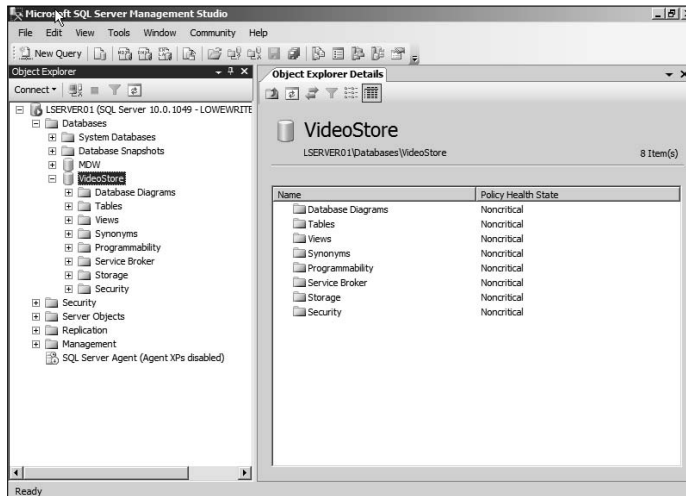 Microsoft SQL Server Management Studio
File Edit View Tools Window Community Help
New Query
Object Explorer
Connect
LSERVER01 (SQL Server 10.0.1049 - LOWEWRITE
Databases
System Databases
Database Snapshots
MDW
VideoStore
Database Diagrams
Tables
Views
Synonyms
Programmability
Service Broker
Storage
Security
Security
Server Objects
Replication
Management
SQL Server Agent (Agent XPs disabled)
Object Explorer Details
VideoStore
LSERVER01\Databases\VideoStore 8 Item(s)
Name Policy Health State
Database Diagrams Noncritical
Tables Noncritical
Views Noncritical
Synonyms Noncritical
Programmability Noncritical
Service Broker Noncritical
Storage Noncritical
Security Noncritical
Ready